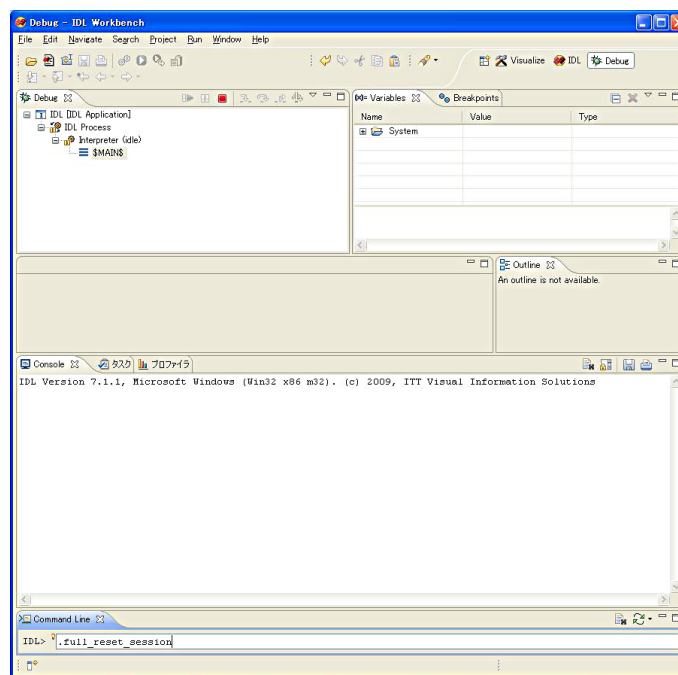 Debug - IDL Workbench
File Edit Navigate Search Project Run Window Help
Visualize IDL Debug
Debug
IDL [IDL Application]
IDL Process
Interpreter (idle)
$MAIN$
(x)= Variables Breakpoints
Name Value Type
System
Outline
An outline is not available.
Console タスク プロファイラ
IDL Version 7.1.1, Microsoft Windows (Win32 x86 m32). (c) 2009, ITT Visual Information Solutions
Command Line
IDL> .full_reset_session